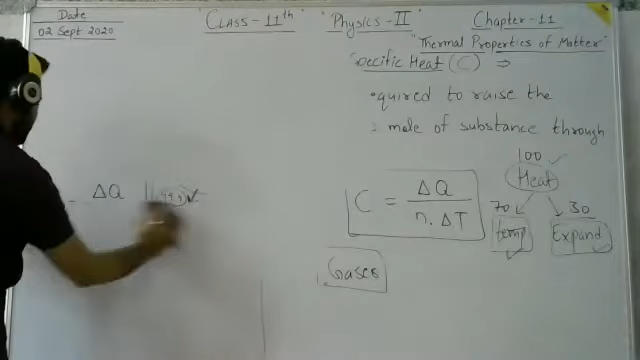 Date
02 Sept 2020
"Class-11th" "Physics-II" Chapter-11
"Thermal Properties of Matter"
Specific Heat (C) ⇒
quired to raise the
mole of substance through
100 ✓
Heat
70 30
temp ✓ Expand ✓
ΔQ
C = ΔQ / n. ΔT
Gases